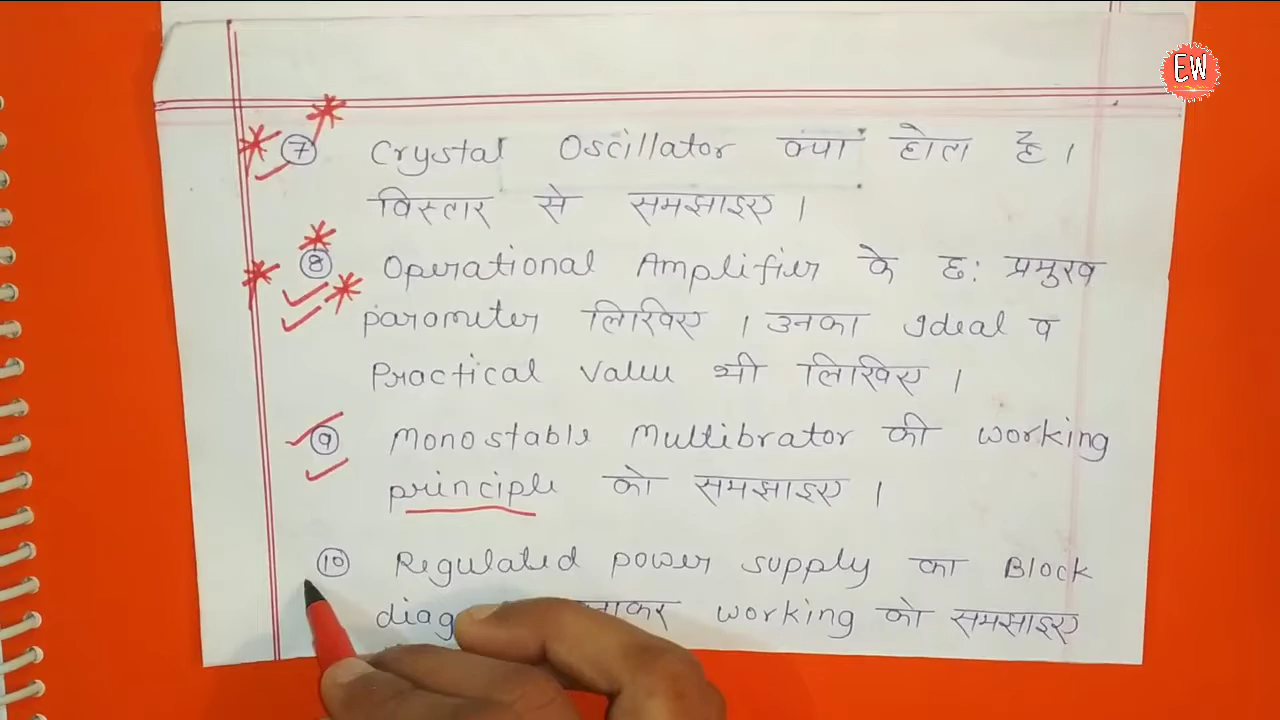 EW
⑦ Crystal Oscillator क्या होता है।
विस्तार से समझाइए।
⑧ Operational Amplifier के छः प्रमुख
parameter लिखिए। उनका Ideal व
Practical Value भी लिखिए।
⑨ Monostable Multibrator की working
principle को समझाइए।
⑩ Regulated power supply का Block
working को समझाइए